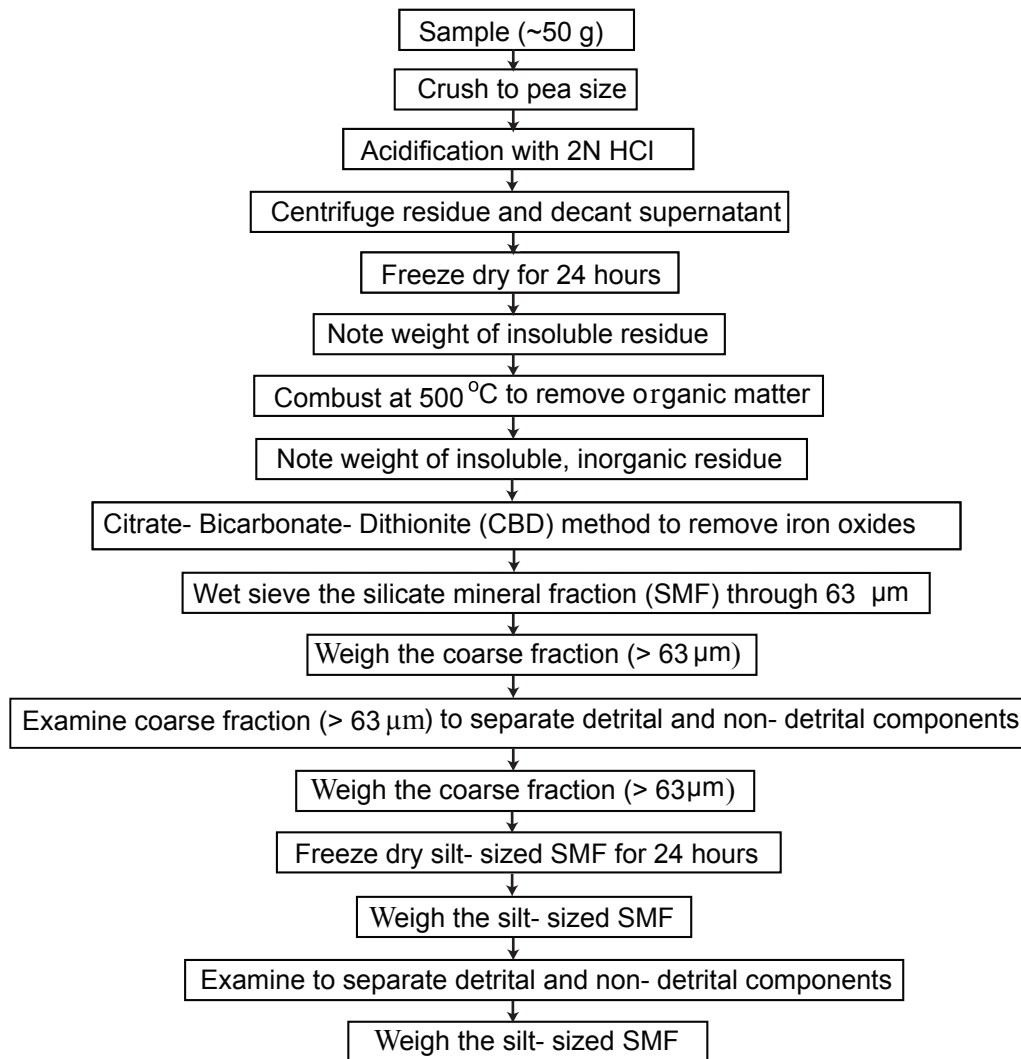 Sample (~50 g)
Crush to pea size
Acidification with 2N HCl
Centrifuge residue and decant supernatant
Freeze dry for 24 hours
Note weight of insoluble residue
Combust at 500 °C to remove organic matter
Note weight of insoluble, inorganic residue
Citrate- Bicarbonate- Dithionite (CBD) method to remove iron oxides
Wet sieve the silicate mineral fraction (SMF) through 63 µm
Weigh the coarse fraction (> 63 µm)
Examine coarse fraction (> 63 µm) to separate detrital and non- detrital components
Weigh the coarse fraction (> 63µm)
Freeze dry silt- sized SMF for 24 hours
Weigh the silt- sized SMF
Examine to separate detrital and non- detrital components
Weigh the silt- sized SMF